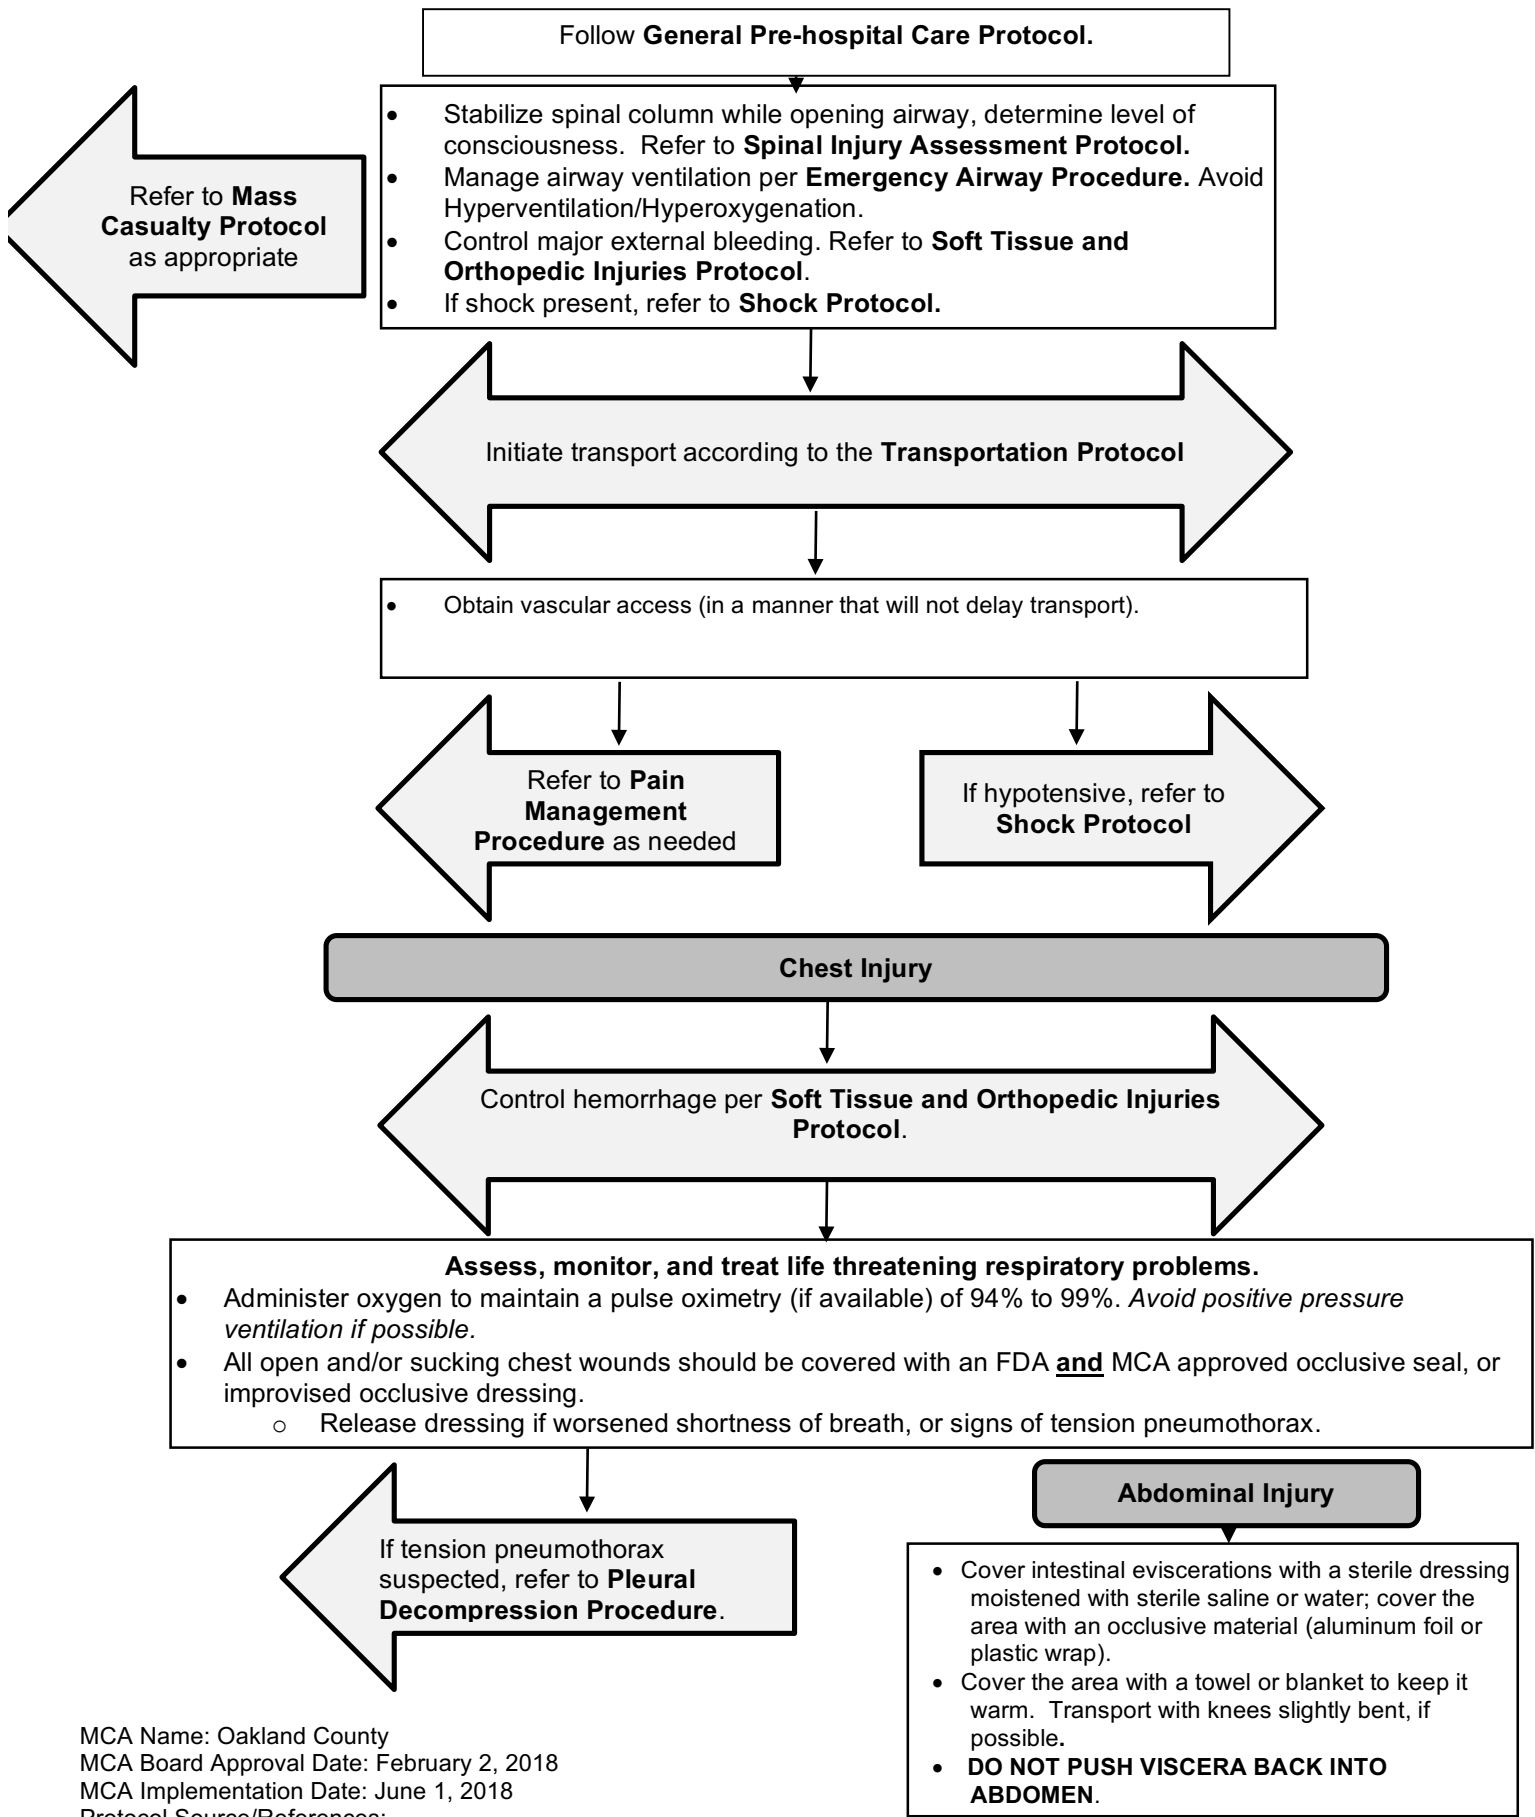 Follow General Pre-hospital Care Protocol.
• Stabilize spinal column while opening airway, determine level of
consciousness.  Refer to Spinal Injury Assessment Protocol.
• Manage airway ventilation per Emergency Airway Procedure. Avoid
Hyperventilation/Hyperoxygenation.
• Control major external bleeding. Refer to Soft Tissue and
Orthopedic Injuries Protocol.
• If shock present, refer to Shock Protocol.
Refer to Mass
Casualty Protocol
as appropriate
Initiate transport according to the Transportation Protocol
• Obtain vascular access (in a manner that will not delay transport).
Refer to Pain
Management
Procedure as needed
If hypotensive, refer to
Shock Protocol
Chest Injury
Control hemorrhage per Soft Tissue and Orthopedic Injuries
Protocol.
Assess, monitor, and treat life threatening respiratory problems.
• Administer oxygen to maintain a pulse oximetry (if available) of 94% to 99%. Avoid positive pressure
ventilation if possible.
• All open and/or sucking chest wounds should be covered with an FDA and MCA approved occlusive seal, or
improvised occlusive dressing.
o Release dressing if worsened shortness of breath, or signs of tension pneumothorax.
If tension pneumothorax
suspected, refer to Pleural
Decompression Procedure.
Abdominal Injury
• Cover intestinal eviscerations with a sterile dressing
moistened with sterile saline or water; cover the
area with an occlusive material (aluminum foil or
plastic wrap).
• Cover the area with a towel or blanket to keep it
warm.  Transport with knees slightly bent, if
possible.
• DO NOT PUSH VISCERA BACK INTO
ABDOMEN.
MCA Name: Oakland County
MCA Board Approval Date: February 2, 2018
MCA Implementation Date: June 1, 2018
Protocol Source/References: